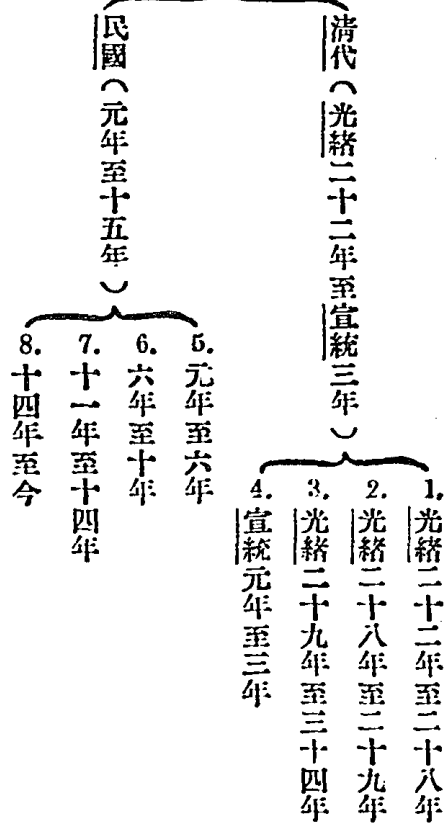 清代（光緒二十二年至宣統三年）
1.光緒二十二年至二十八年
2.光緒二十八年至二十九年
3.光緒二十九年至三十四年
4.宣統元年至三年
民國（元年至十五年）
5.元年至六年
6.六年至十年
7.十一年至十四年
8.十四年至今